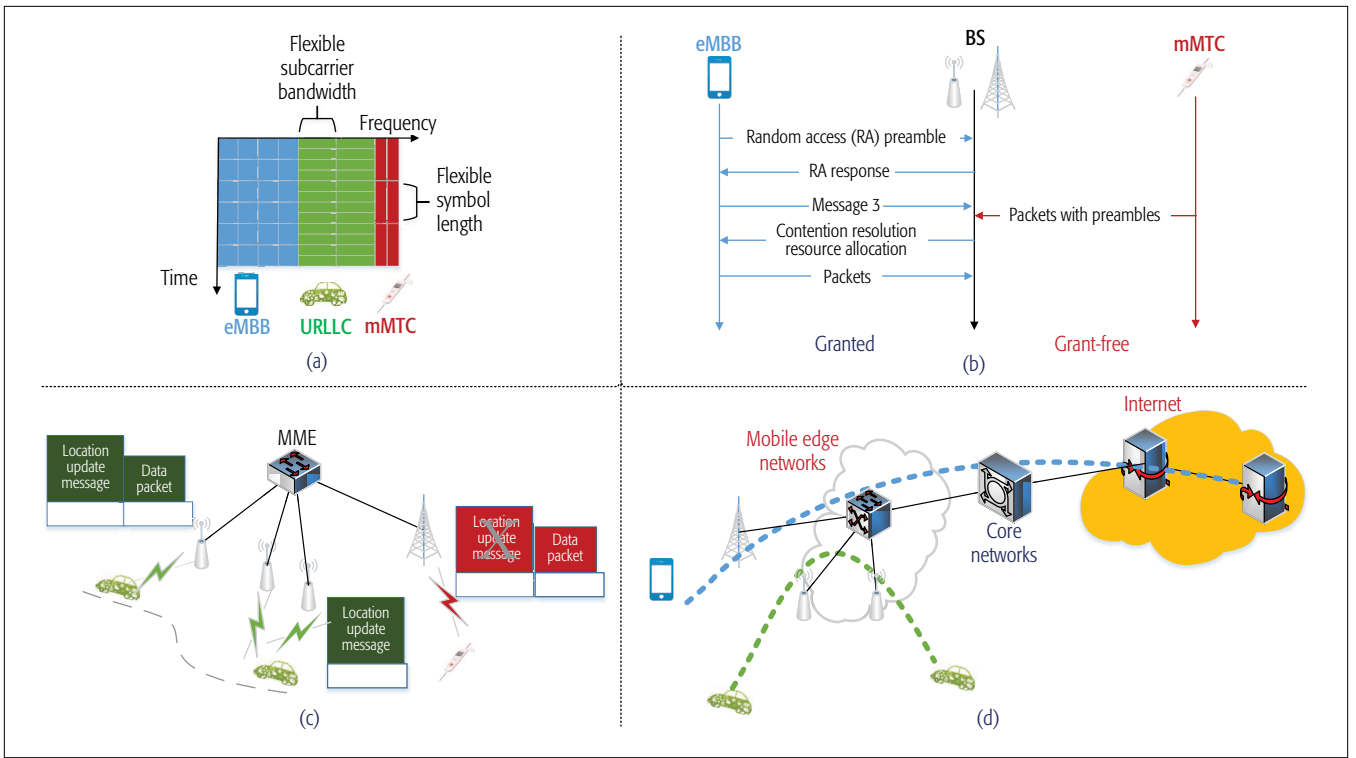 Flexible
subcarrier
bandwidth
Frequency
Flexible
symbol
length
Time
eMBB
URLLC
mMTC
(a)
eMBB
BS
mMTC
Random access (RA) preamble
RA response
Message 3
Packets with preambles
Contention resolution
resource allocation
Packets
Granted
Grant-free
(b)
MME
Location
update
message
Data
packet
Location
update
message
Data
packet
Location
update
message
(c)
Internet
Mobile edge
networks
Core
networks
(d)